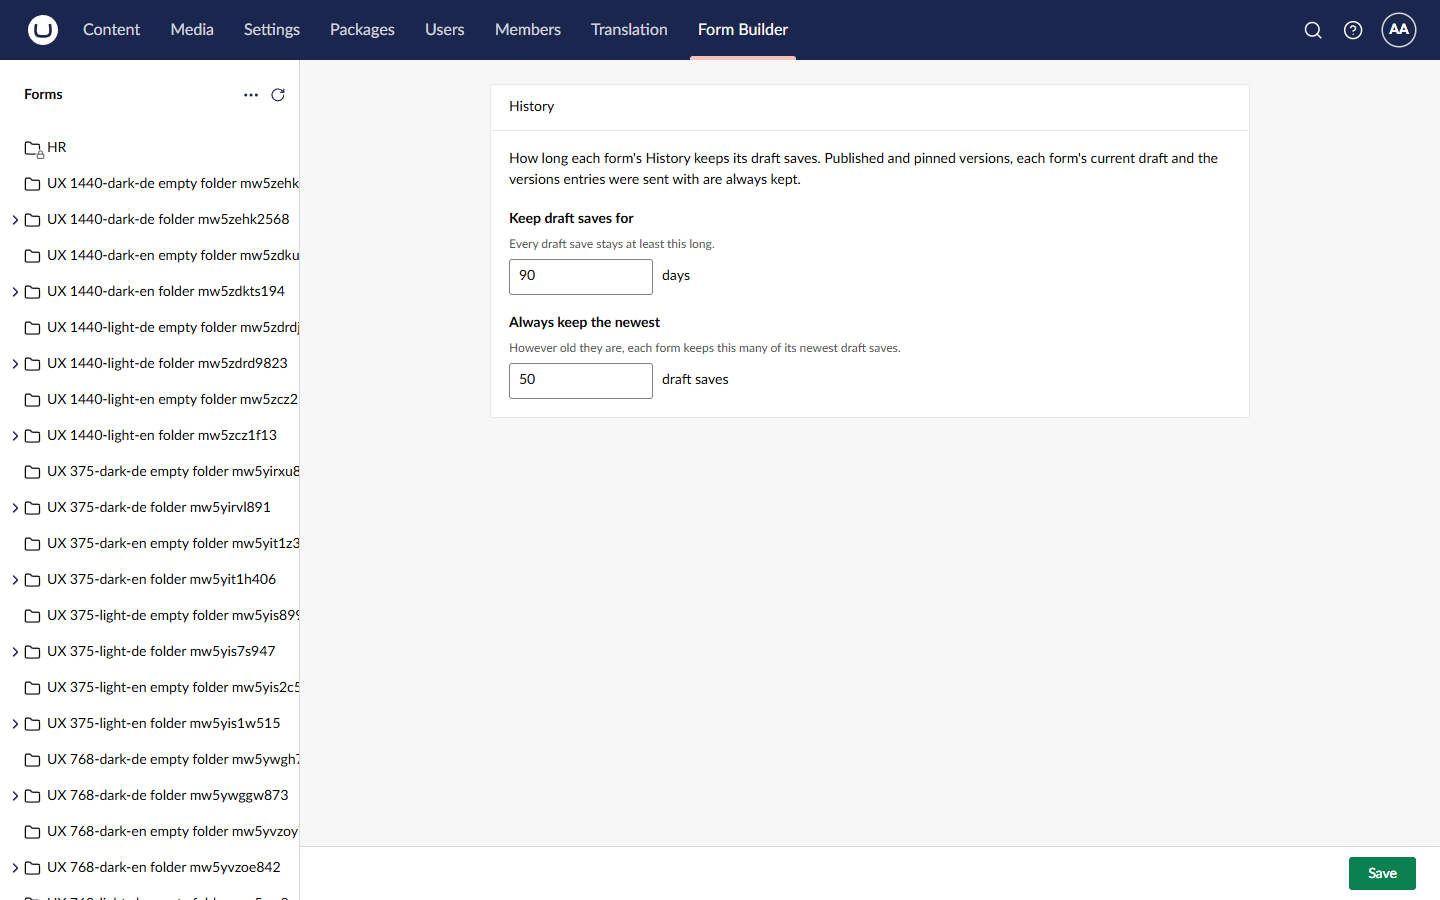 Content
Media
Settings
Packages
Users
Members
Translation
Form Builder
AA
Forms
HR
UX 1440-dark-de empty folder mw5zehk
UX 1440-dark-de folder mw5zehk2568
UX 1440-dark-en empty folder mw5zdku
UX 1440-dark-en folder mw5zdkts194
UX 1440-light-de empty folder mw5zdrdj
UX 1440-light-de folder mw5zdrd9823
UX 1440-light-en empty folder mw5zcz2
UX 1440-light-en folder mw5zcz1f13
UX 375-dark-de empty folder mw5yirxu8
UX 375-dark-de folder mw5yirvl891
UX 375-dark-en empty folder mw5yit1z3
UX 375-dark-en folder mw5yit1h406
UX 375-light-de empty folder mw5yis899
UX 375-light-de folder mw5yis7s947
UX 375-light-en empty folder mw5yis2c5
UX 375-light-en folder mw5yis1w515
UX 768-dark-de empty folder mw5ywgh7
UX 768-dark-de folder mw5ywggw873
UX 768-dark-en empty folder mw5yvzoy
UX 768-dark-en folder mw5yvzoe842
History
How long each form's History keeps its draft saves. Published and pinned versions, each form's current draft and the
versions entries were sent with are always kept.
Keep draft saves for
Every draft save stays at least this long.
90 days
Always keep the newest
However old they are, each form keeps this many of its newest draft saves.
50 draft saves
Save